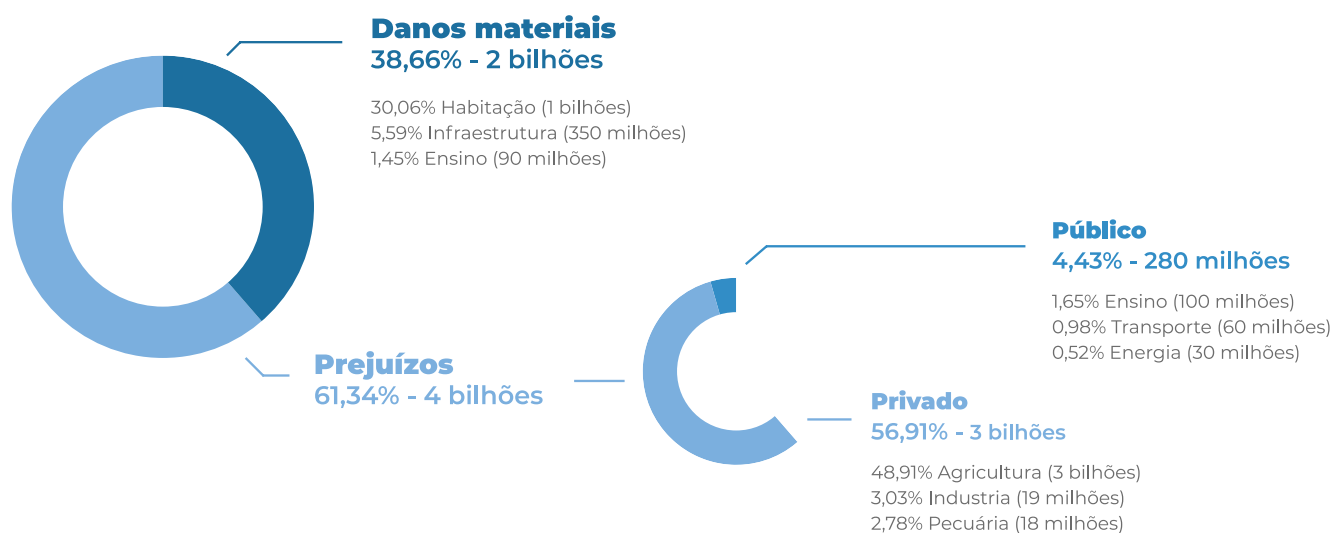 Danos materiais
38,66% - 2 bilhões
30,06% Habitação (1 bilhões)
5,59% Infraestrutura (350 milhões)
1,45% Ensino (90 milhões)
Prejuízos
61,34% - 4 bilhões
Público
4,43% - 280 milhões
1,65% Ensino (100 milhões)
0,98% Transporte (60 milhões)
0,52% Energia (30 milhões)
Privado
56,91% - 3 bilhões
48,91% Agricultura (3 bilhões)
3,03% Industria (19 milhões)
2,78% Pecuária (18 milhões)